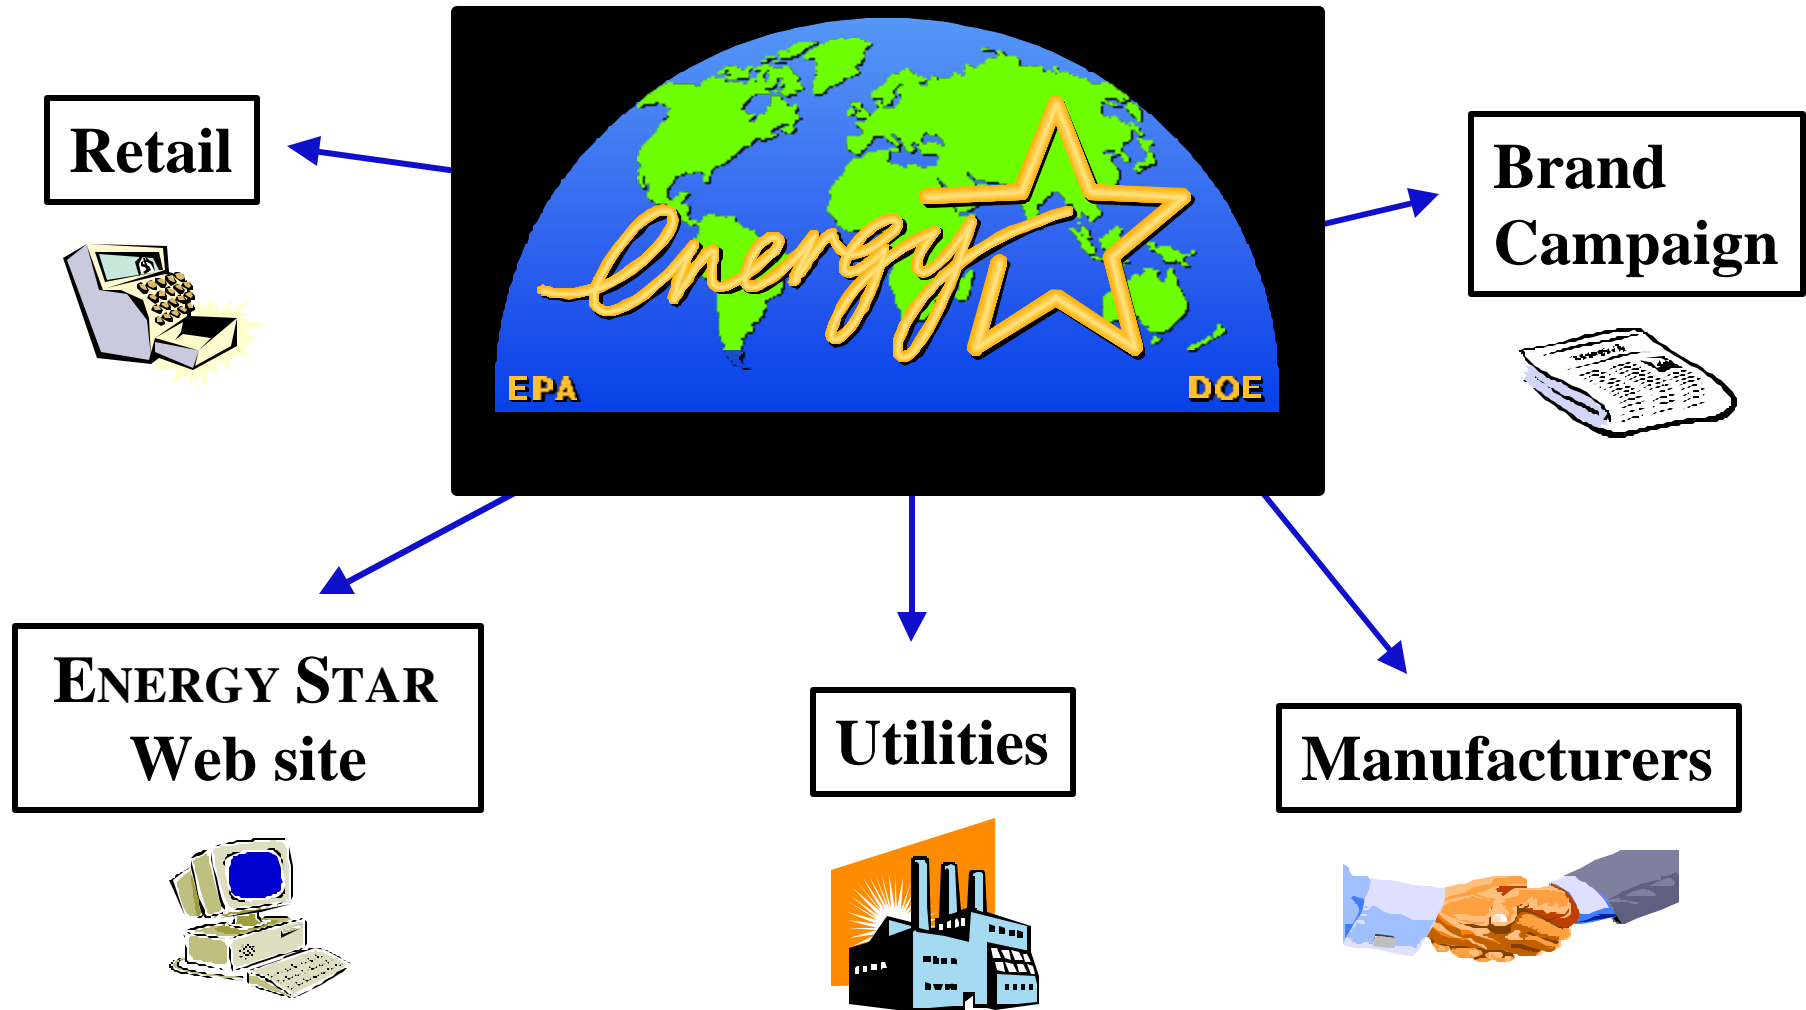 energy
EPA
DOE
Retail
Brand
Campaign
ENERGY STAR
Web site
Utilities
Manufacturers